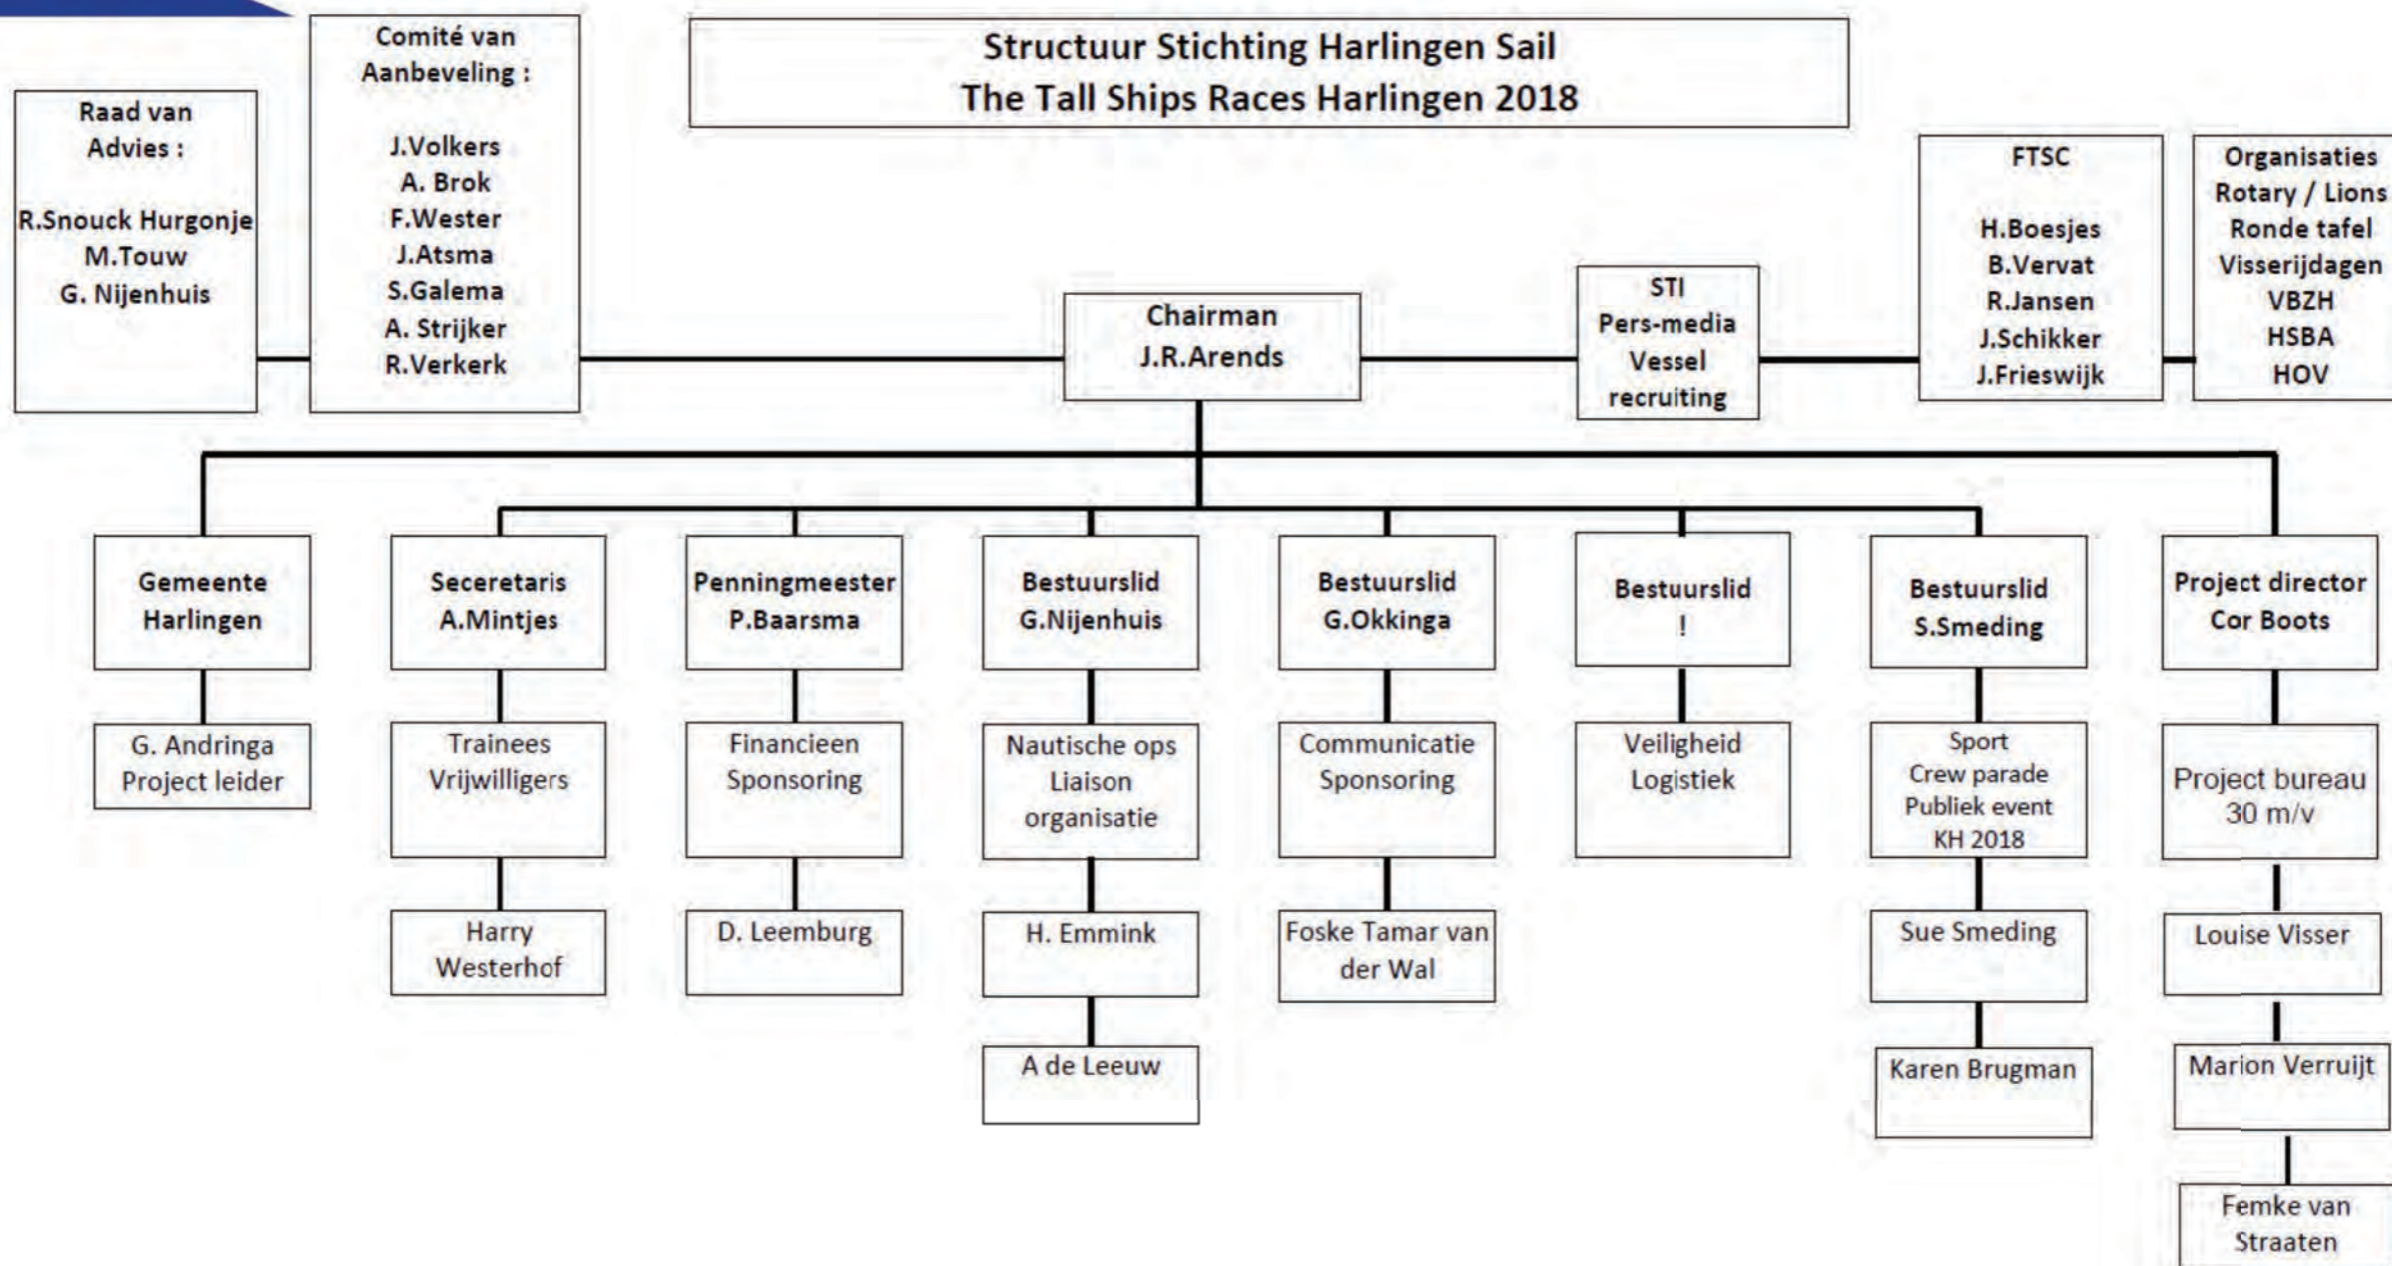 Structuur Stichting Harlingen Sail
The Tall Ships Races Harlingen 2018
Raad van
Advies :
R.Snouck Hurgonje
M.Touw
G. Nijenhuis
Comité van
Aanbeveling :
J.Volkers
A. Brok
F.Wester
J.Atsma
S.Galema
A. Strijker
R.Verkerk
Chairman
J.R.Arends
STI
Pers-media
Vessel
recruiting
FTSC
H.Boesjes
B.Vervat
R.Jansen
J.Schikker
J.Frieswijk
Organisaties
Rotary / Lions
Ronde tafel
Visserijdagen
VBZH
HSBA
HOV
Gemeente
Harlingen
G. Andringa
Project leider
Seceretaris
A.Mintjes
Trainees
Vrijwilligers
Harry
Westerhof
Penningmeester
P.Baarsma
Financieen
Sponsoring
D. Leemburg
Bestuurslid
G.Nijenhuis
Nautische ops
Liaison
organisatie
H. Emmink
A de Leeuw
Bestuurslid
G.Okkinga
Communicatie
Sponsoring
Foske Tamar van
der Wal
Bestuurslid
!
Veiligheid
Logistiek
Bestuurslid
S.Smeding
Sport
Crew parade
Publiek event
KH 2018
Sue Smeding
Karen Brugman
Project director
Cor Boots
Project bureau
30 m/v
Louise Visser
Marion Verruijt
Femke van
Straaten